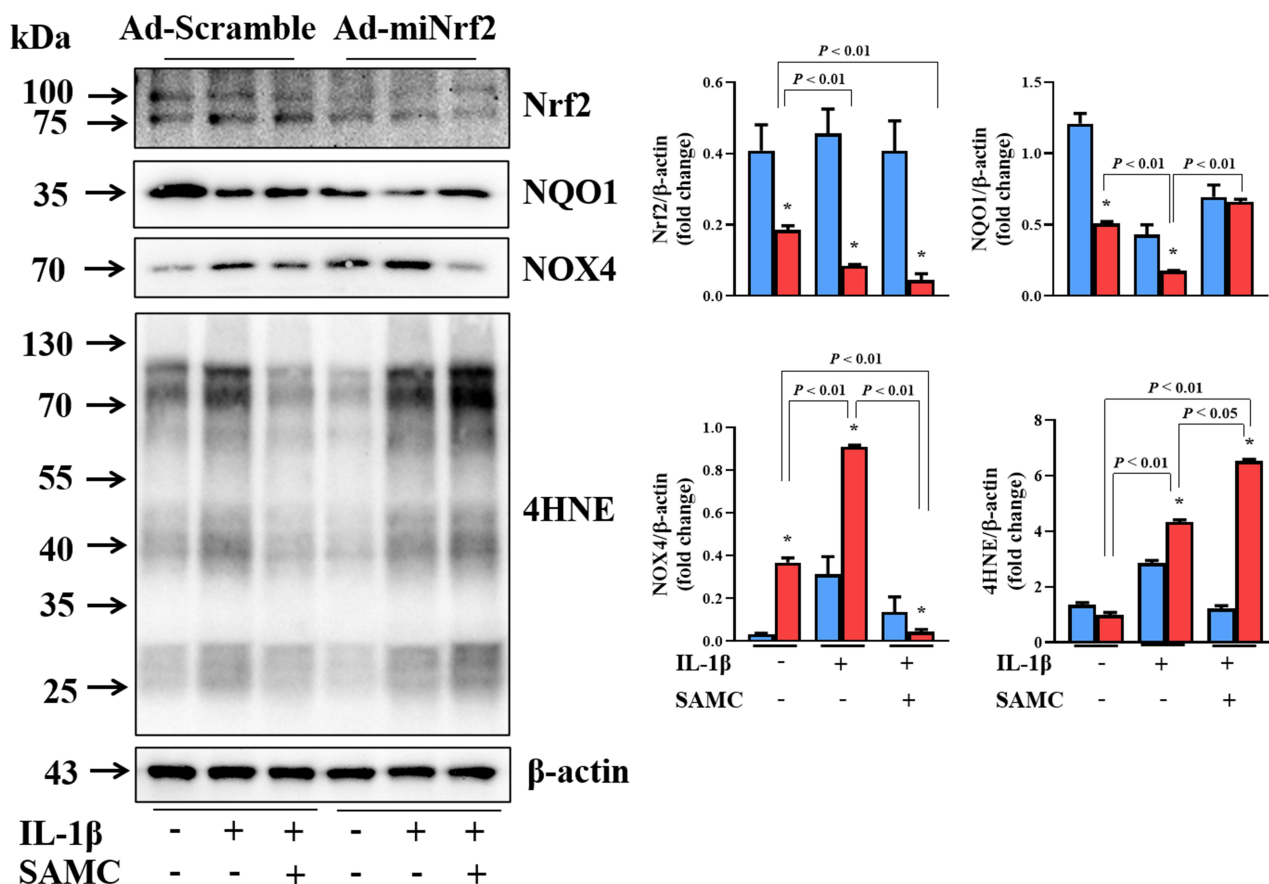 kDa
Ad-Scramble Ad-miNrf2
100
75
Nrf2
35
NQO1
70
NOX4
130
70
55
40
35
25
4HNE
43
β-actin
IL-1β - + + - + +
SAMC - - + - - +
P < 0.01
P < 0.01
Nrf2/β-actin
(fold change)
0.6
0.4
0.2
0.0
*
*
*
P < 0.01
P < 0.01
NQO1/β-actin
(fold change)
1.5
1.0
0.5
0.0
*
*
P < 0.01
P < 0.01
P < 0.01
NOX4/β-actin
(fold change)
1.0
0.8
0.6
0.4
0.2
0.0
*
*
*
P < 0.01
P < 0.05
P < 0.01
4HNE/β-actin
(fold change)
8
6
4
2
0
*
*
IL-1β - + + - + +
SAMC - - + - - +